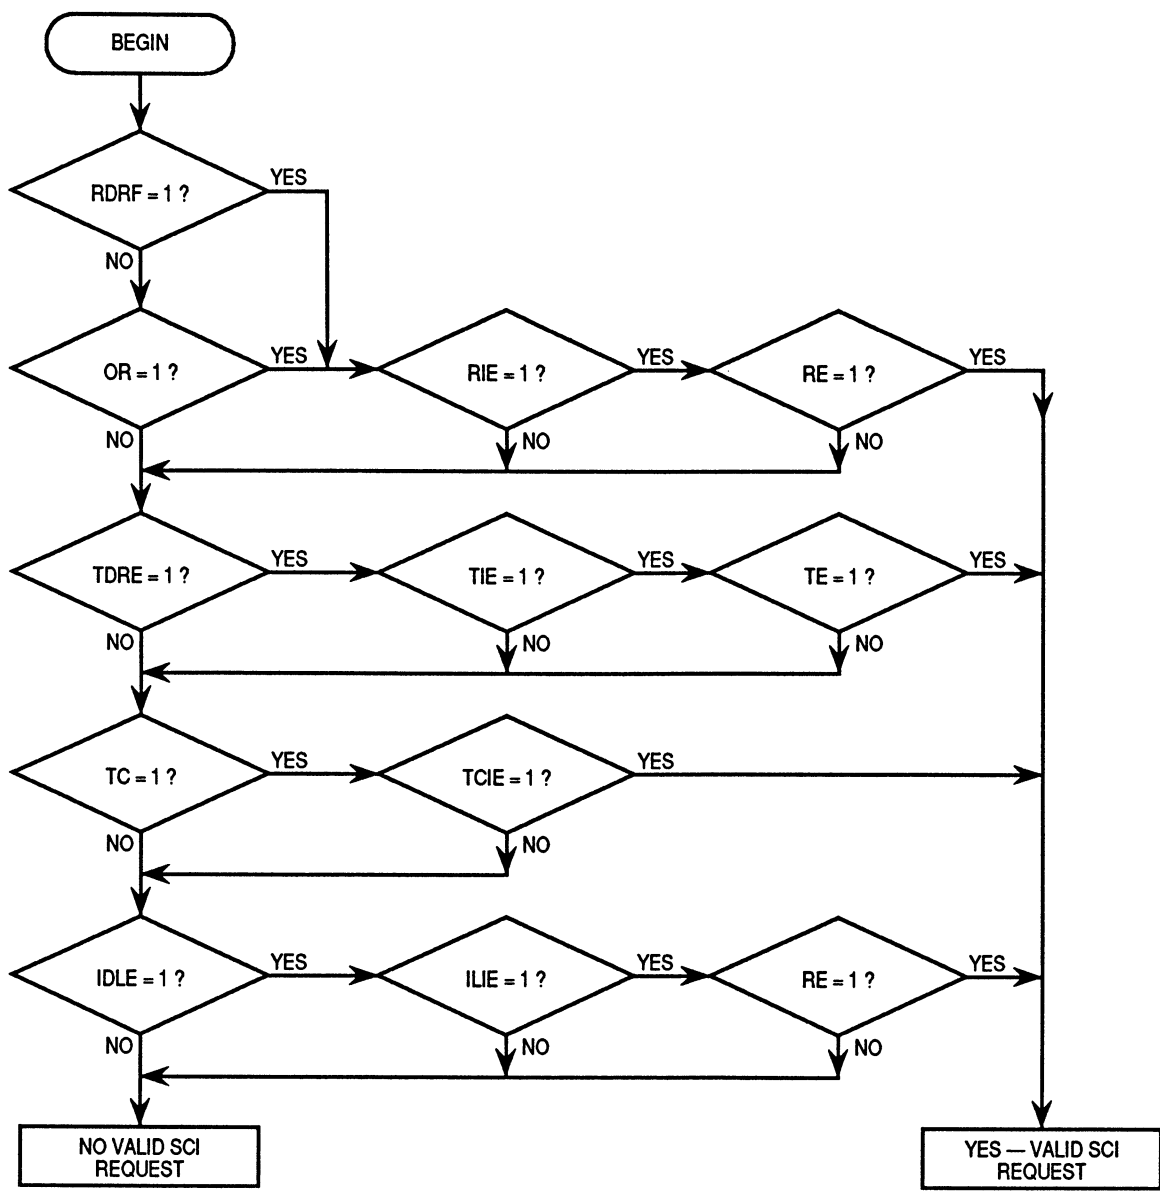 BEGIN
RDRF = 1 ?
YES
NO
OR = 1 ?
YES
RIE = 1 ?
YES
RE = 1 ?
YES
NO
NO
NO
TDRE = 1 ?
YES
TIE = 1 ?
YES
TE = 1 ?
YES
NO
NO
NO
TC = 1 ?
YES
TCIE = 1 ?
YES
NO
NO
IDLE = 1 ?
YES
ILIE = 1 ?
YES
RE = 1 ?
YES
NO
NO
NO
NO VALID SCI
REQUEST
YES — VALID SCI
REQUEST